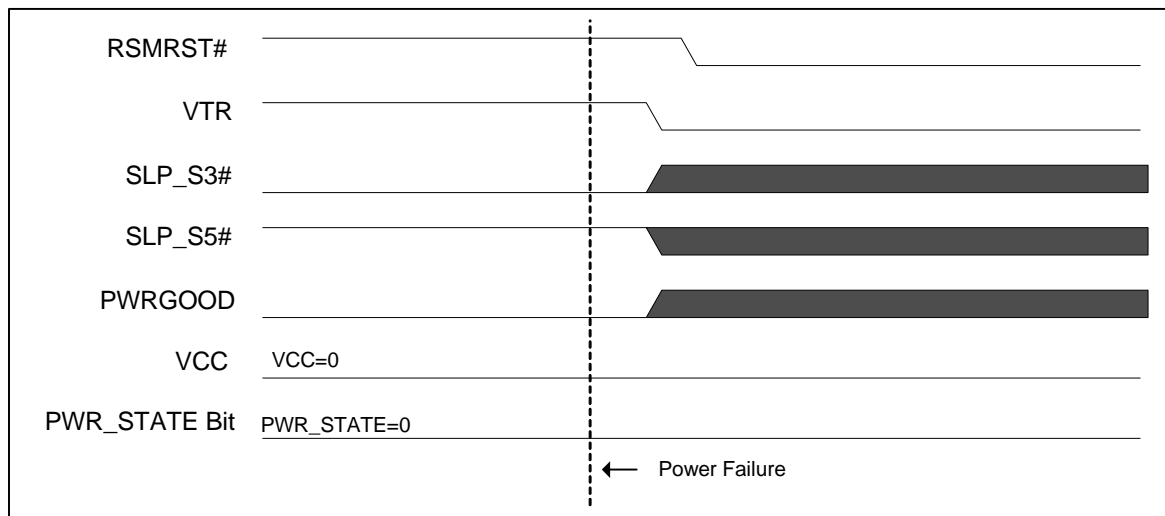 RSMRST#
VTR
SLP_S3#
SLP_S5#
PWRGOOD
VCC VCC=0
PWR_STATE Bit PWR_STATE=0
Power Failure